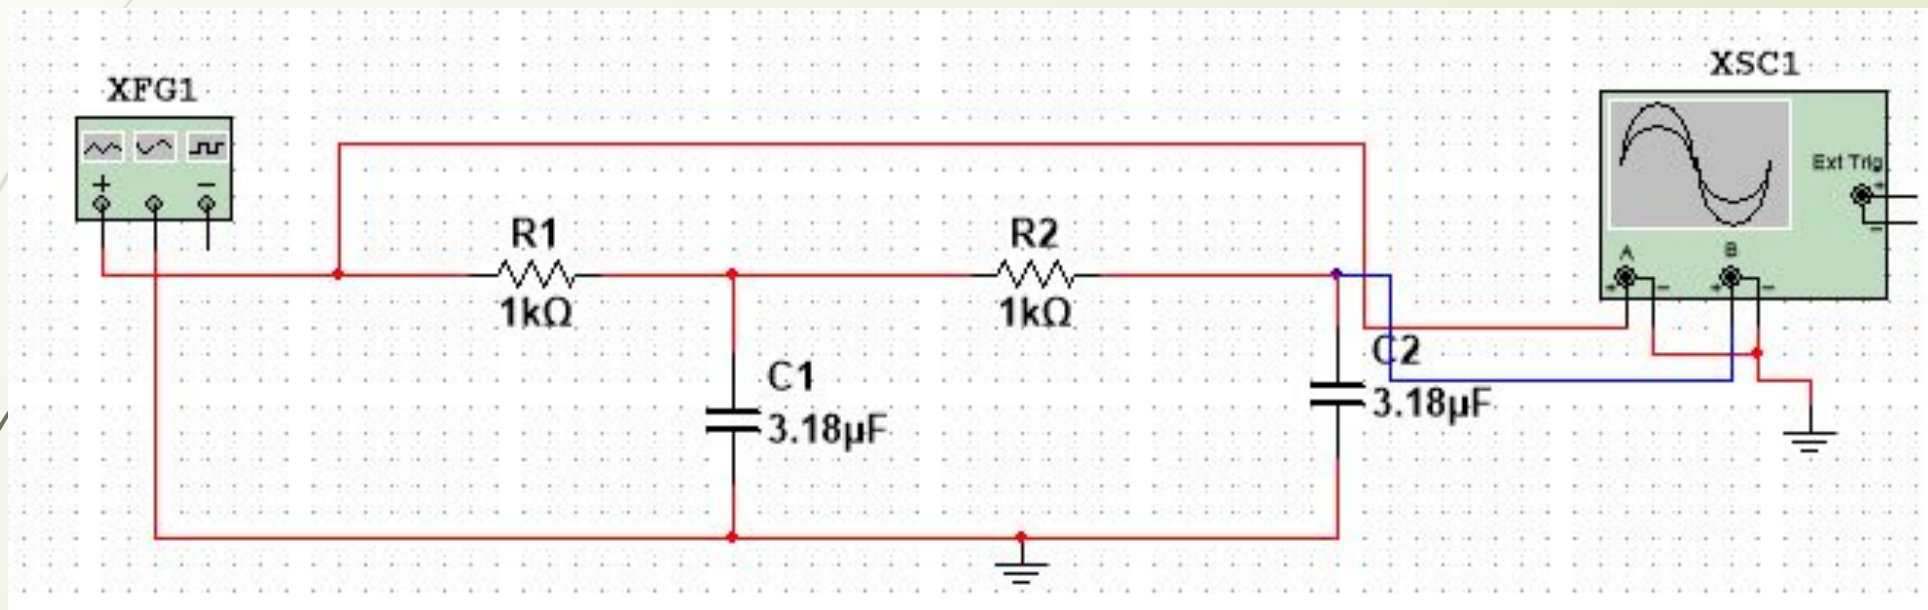 XSC1
XFG1
Ext Trig
+
+
−
−
R1
R2
A
B
1kΩ
1kΩ
+
−
+
−
C1
3.18µF
C2
3.18µF